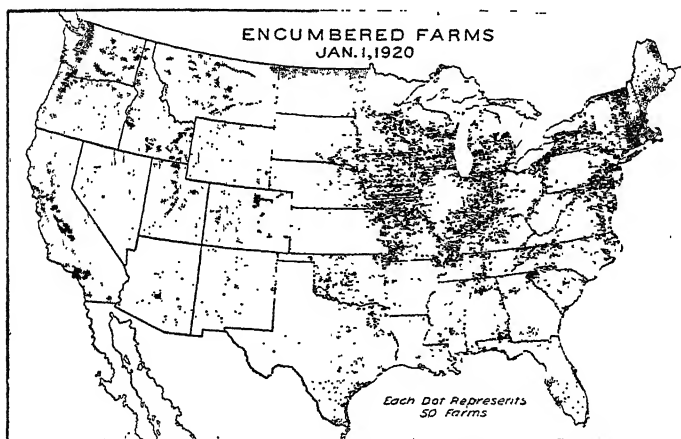 ENCUMBERED FARMS
JAN. 1, 1920
Each Dot Represents
50 Farms